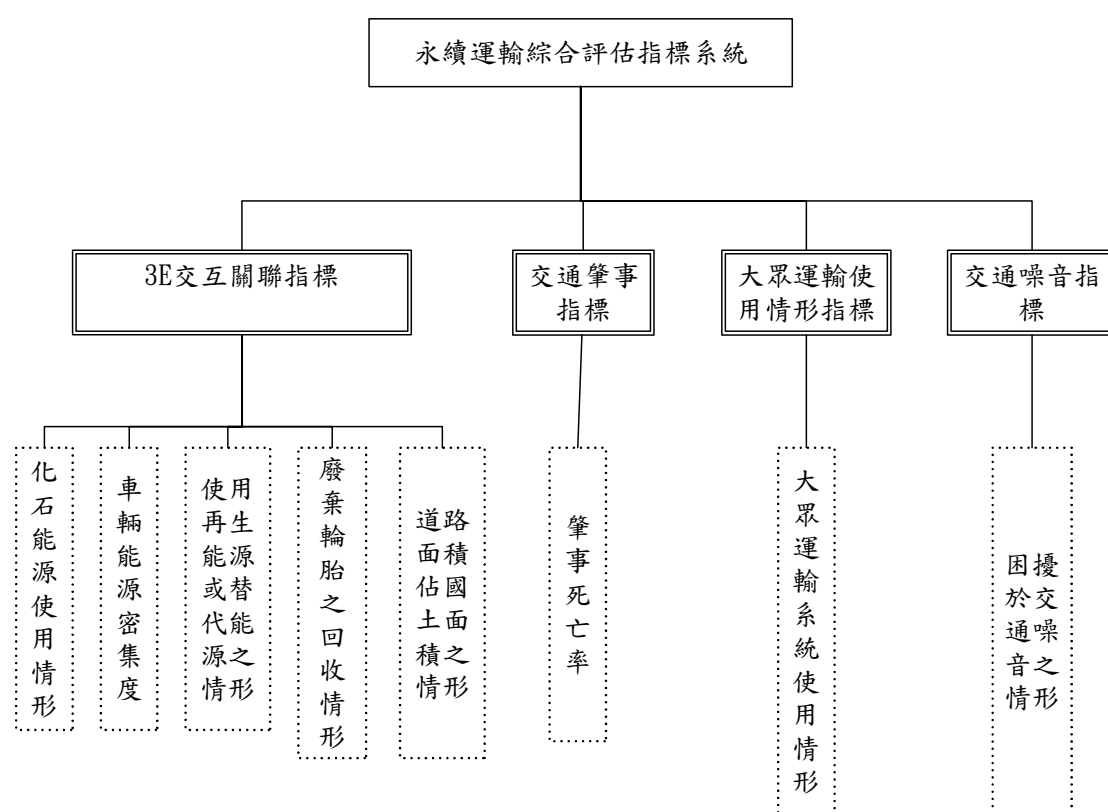 永續運輸綜合評估指標系統
3E交互關聯指標
交通肇事
指標
大眾運輸使
用情形指標
交通噪音指
標
化石能源使用情形
車輛能源密集度
使用
再生
能源
或替
代能
源之
情形
廢棄輪胎之回收情形
道路
面積
佔國
土面
積之
情形
肇事死亡率
大眾運輸系統使用情形
困擾
於交
通噪
音之
情形